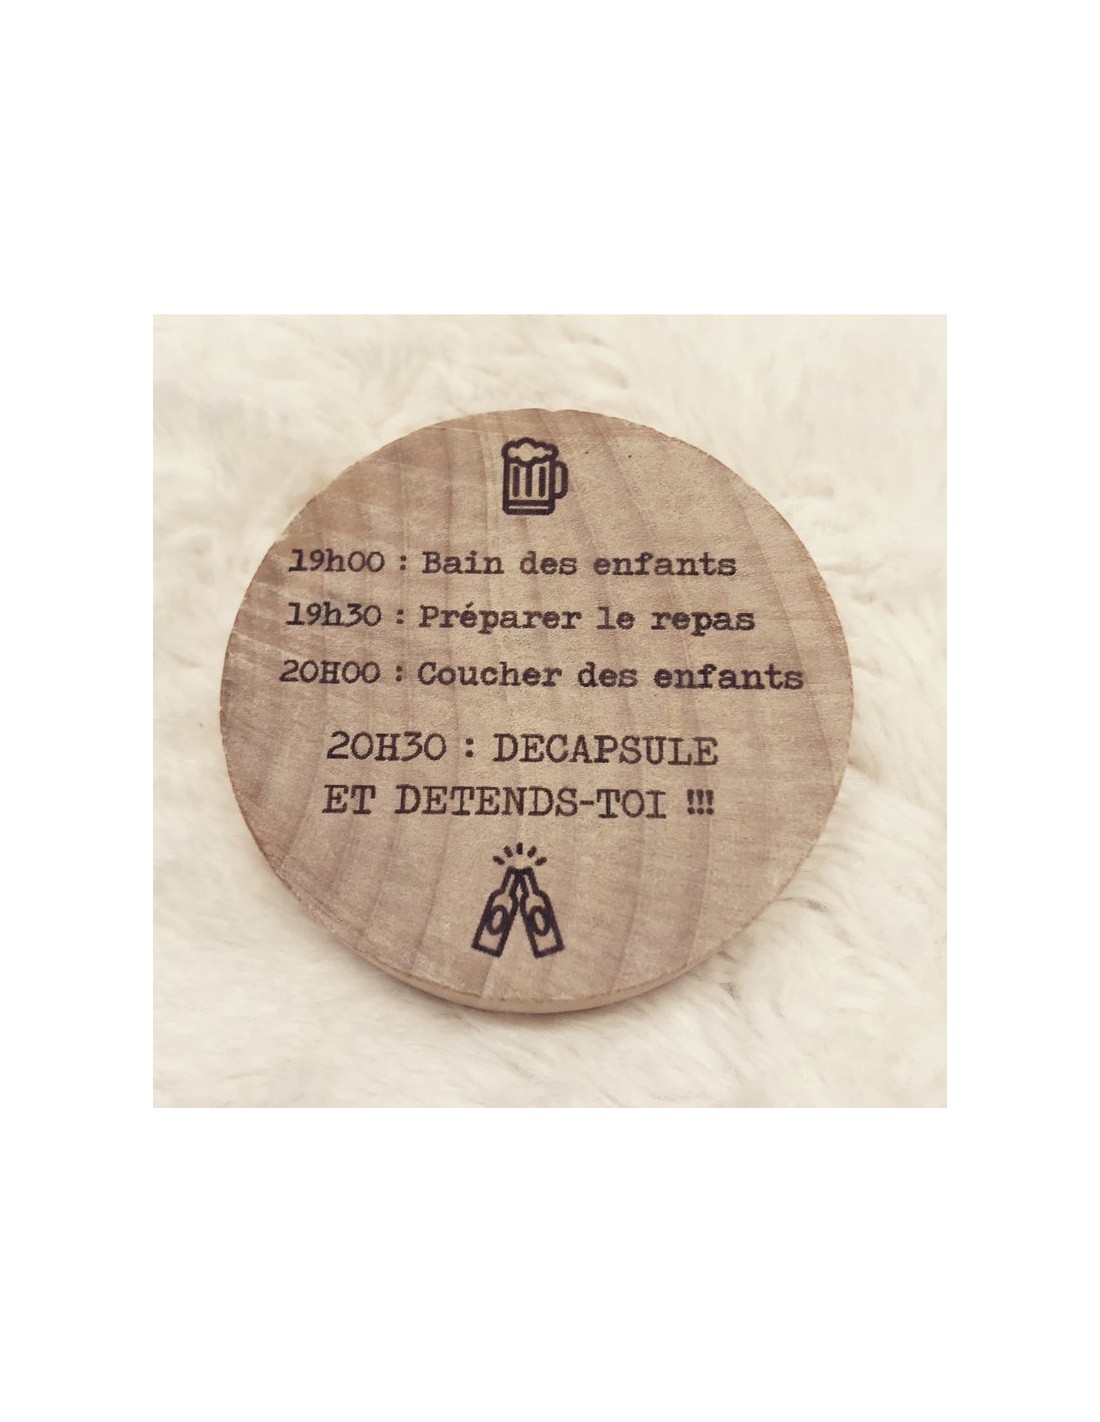 19h00 : Bain des enfants
19h30 : Préparer le repas
20H00 : Coucher des enfants
20H30 : DECAPSULE
ET DETENDS-TOI !!!